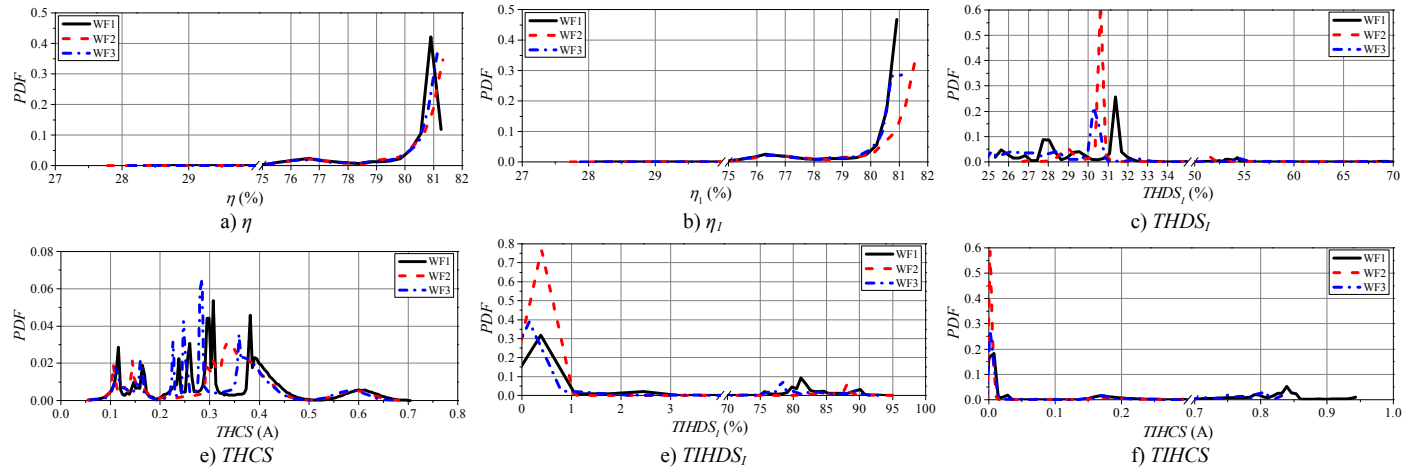 0.5
0.4
0.3
0.2
0.1
0.0
PDF
WF1
WF2
WF3
27 28 29 75 76 77 78 79 80 81 82
η (%)
a) η
0.5
0.4
0.3
0.2
0.1
0.0
PDF
WF1
WF2
WF3
27 28 29 75 76 77 78 79 80 81 82
η1 (%)
b) η1
0.6
0.5
0.4
0.3
0.2
0.1
0.0
PDF
WF1
WF2
WF3
25 26 27 28 29 30 31 32 33 34 50 55 60 70
THDSI (%)
c) THDSI
0.08
0.06
0.04
0.02
0.00
PDF
WF1
WF2
WF3
0.0 0.1 0.2 0.3 0.4 0.5 0.6 0.7 0.8
THCS (A)
e) THCS
0.8
0.7
0.6
0.5
0.4
0.3
0.2
0.1
0.0
PDF
WF1
WF2
WF3
0 1 2 3 70 75 80 85 90 95 100
TIHDSI (%)
e) TIHDSI
0.6
0.5
0.4
0.3
0.2
0.1
0.0
PDF
WF1
WF2
WF3
0.0 0.2 0.7 0.8 0.9 1.0
TIHCS (A)
f) TIHCS